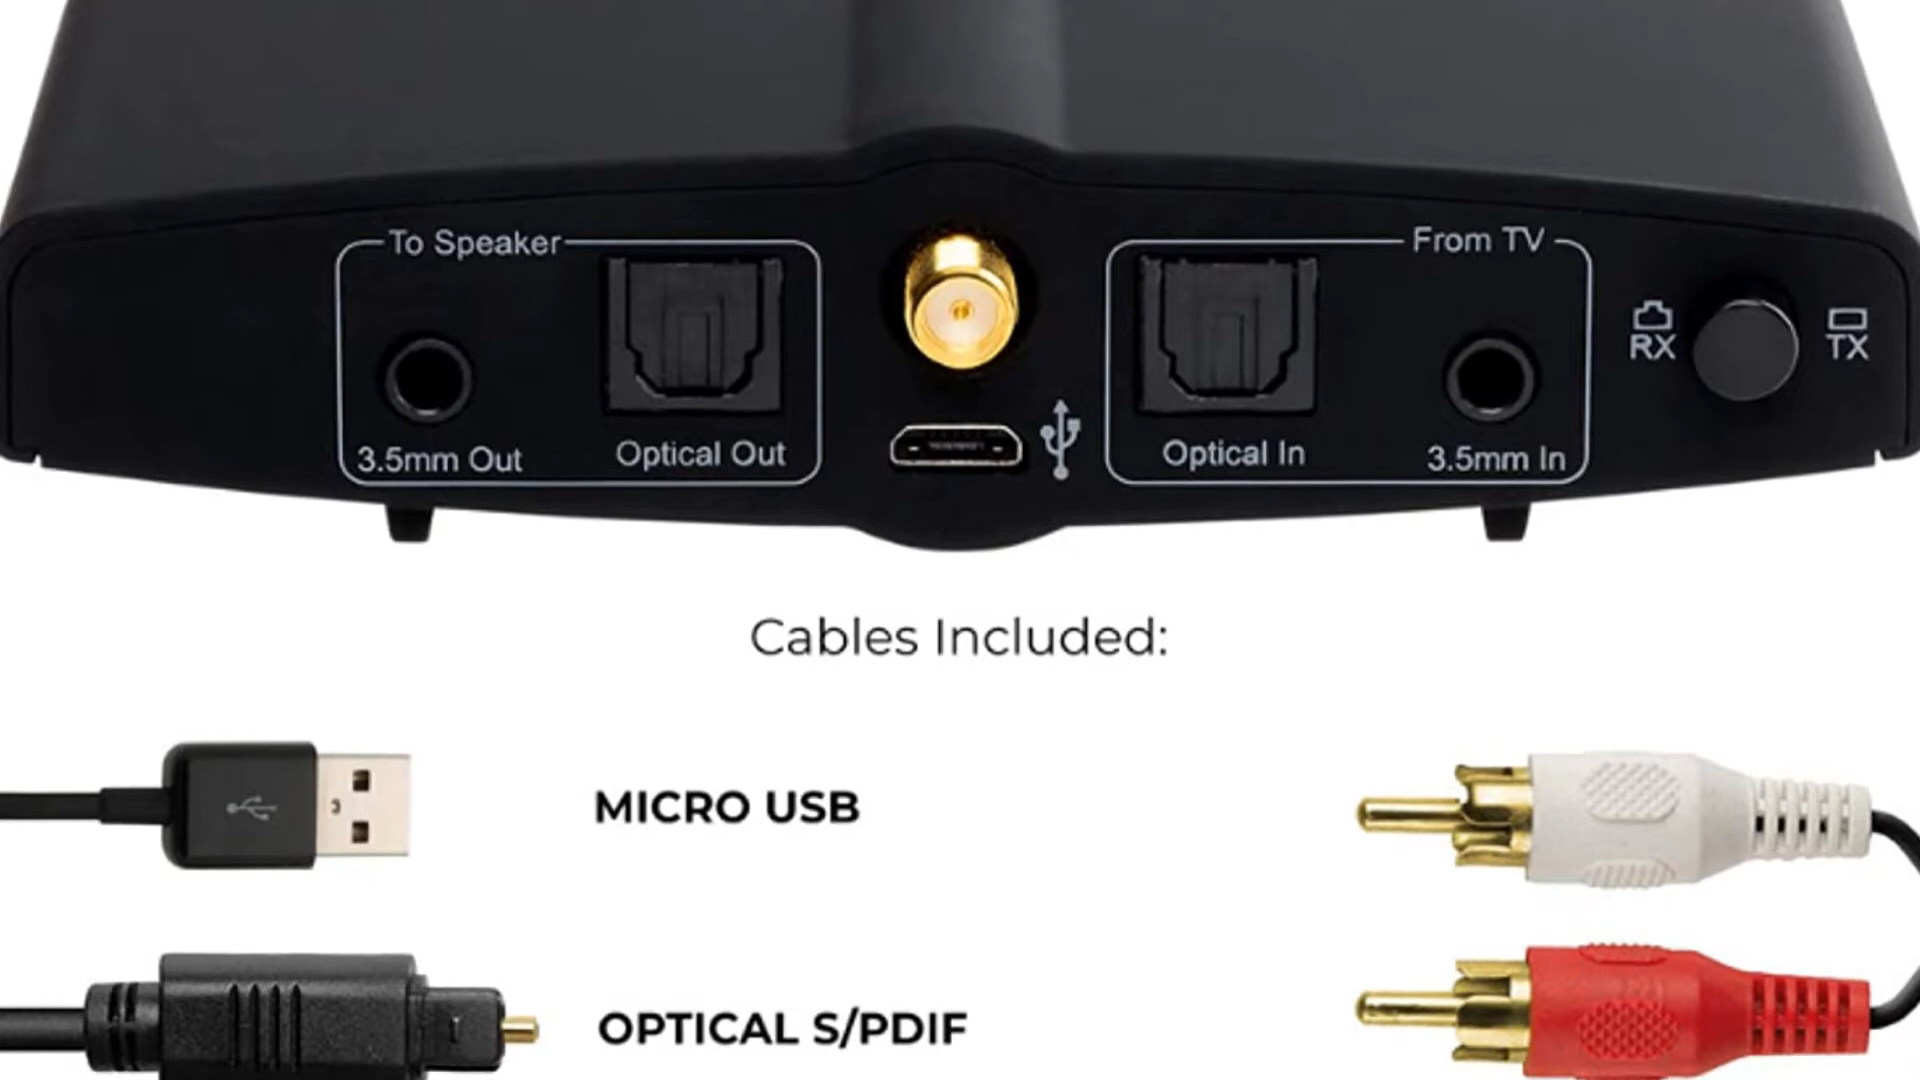 To Speaker
From TV
RX
TX
3.5mm Out
Optical Out
Optical In
3.5mm In
Cables Included:
MICRO USB
OPTICAL S/PDIF